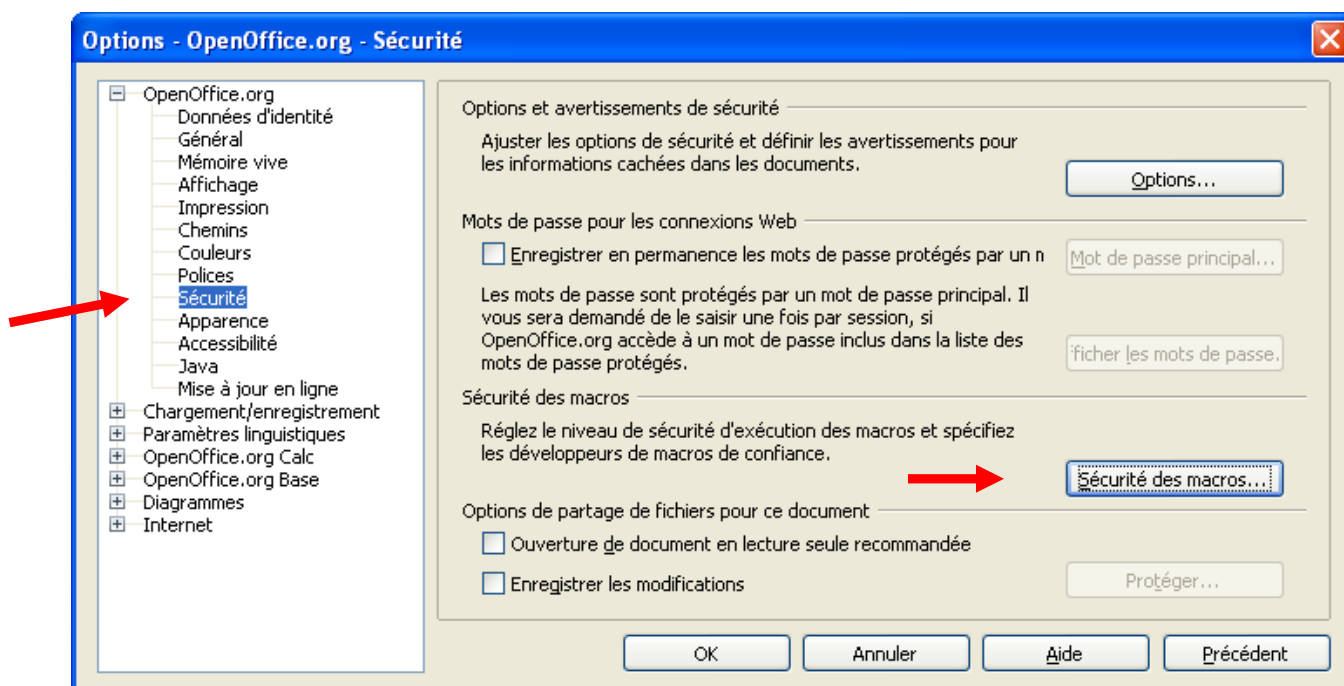 Options - OpenOffice.org - Sécurité
OpenOffice.org
Données d'identité
Général
Mémoire vive
Affichage
Impression
Chemins
Couleurs
Polices
Sécurité
Apparence
Accessibilité
Java
Mise à jour en ligne
Chargement/enregistrement
Paramètres linguistiques
OpenOffice.org Calc
OpenOffice.org Base
Diagrammes
Internet
Options et avertissements de sécurité
Ajuster les options de sécurité et définir les avertissements pour
les informations cachées dans les documents.
Options...
Mots de passe pour les connexions Web
Enregistrer en permanence les mots de passe protégés par un n
Mot de passe principal...
Les mots de passe sont protégés par un mot de passe principal. Il
vous sera demandé de le saisir une fois par session, si
OpenOffice.org accède à un mot de passe inclus dans la liste des
mots de passe protégés.
ficher les mots de passe.
Sécurité des macros
Réglez le niveau de sécurité d'exécution des macros et spécifiez
les développeurs de macros de confiance.
Sécurité des macros...
Options de partage de fichiers pour ce document
Ouverture de document en lecture seule recommandée
Enregistrer les modifications
Protéger...
OK
Annuler
Aide
Précédent